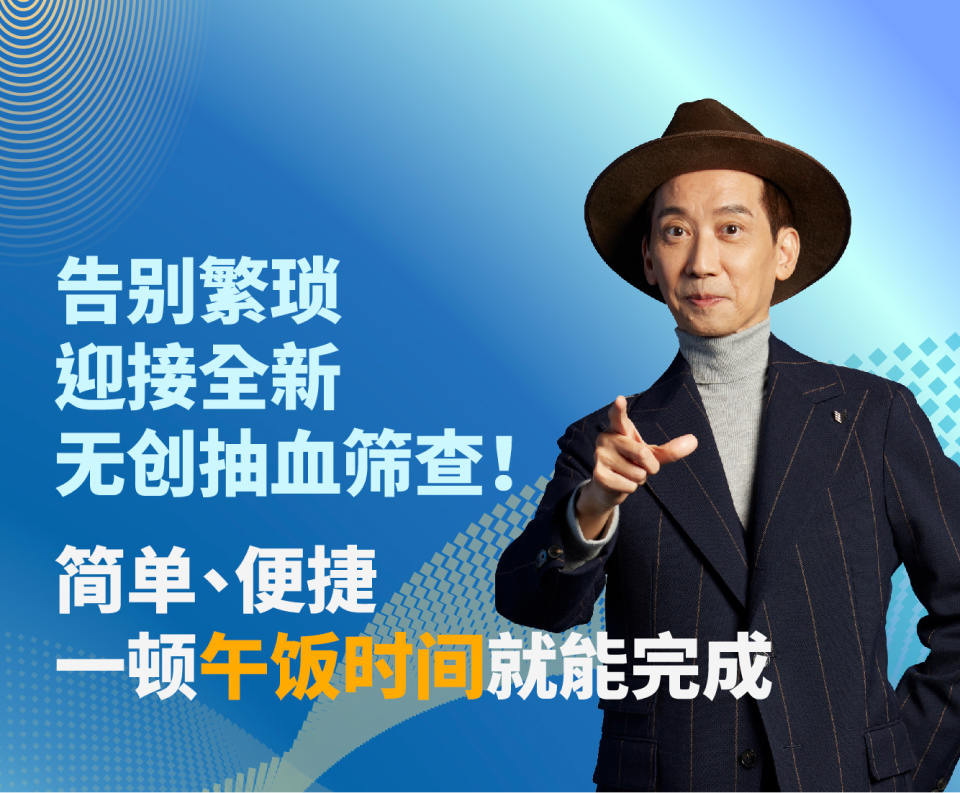 告别繁琐
迎接全新
无创抽血筛查！
简单、便捷
一顿午饭时间就能完成